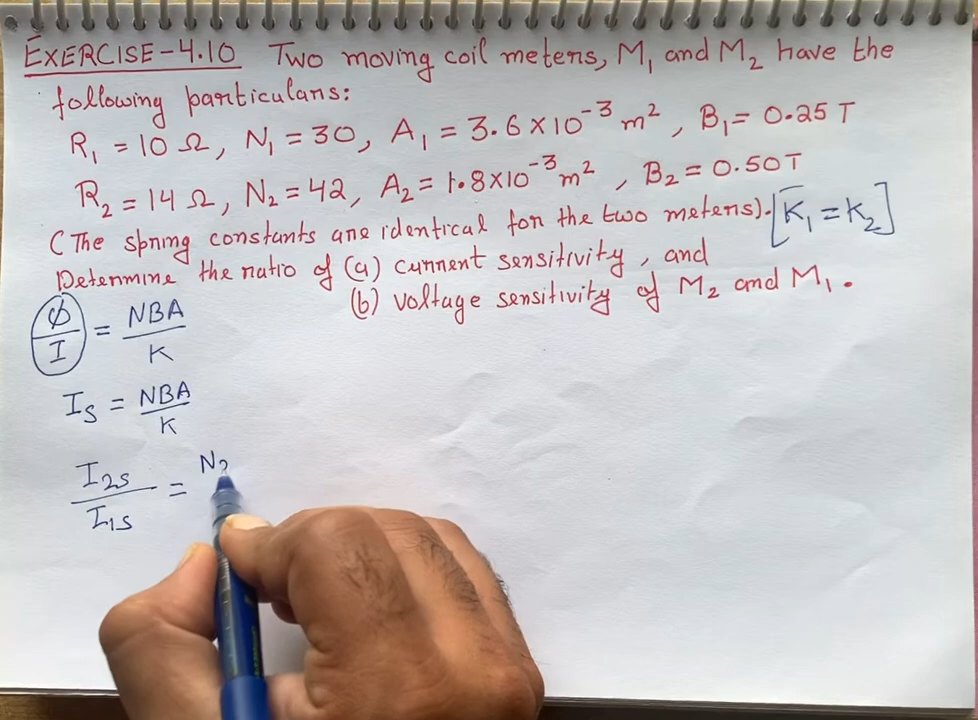 EXERCISE-4.10 Two moving coil meters, M₁ and M₂ have the
following particulars:
R₁ = 10 Ω, N₁ = 30, A₁ = 3.6×10⁻³ m², B₁ = 0.25 T
R₂ = 14 Ω, N₂ = 42, A₂ = 1.8×10⁻³ m², B₂ = 0.50T
(The spring constants are identical for the two meters). [K₁ = K₂]
Determine the ratio of (a) current sensitivity, and
(b) voltage sensitivity of M₂ and M₁.
Φ/I = NBA/K
I_S = NBA/K
I₂S/I₁S = N₂